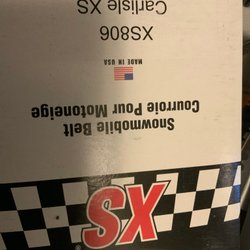 XS
Snowmobile Belt
Courroie Pour Motoneige
MADE IN USA
XS806
Carlisle XS